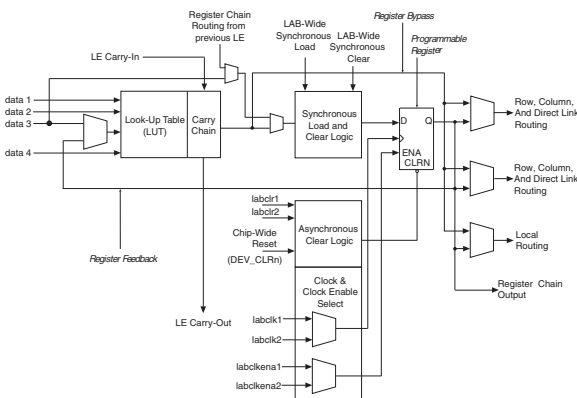 Register Chain
Routing from
previous LE
LAB-Wide
Synchronous
Load
LAB-Wide
Synchronous
Clear
Register Bypass
Programmable
Register
LE Carry-In
data 1
data 2
data 3
data 4
Look-Up Table
(LUT)
Carry
Chain
Synchronous
Load and
Clear Logic
D
Q
ENA
CLRN
Row, Column,
And Direct Link
Routing
Row, Column,
And Direct Link
Routing
Local
Routing
Register Chain
Output
labclr1
labclr2
Chip-Wide
Reset
(DEV_CLRn)
Asynchronous
Clear Logic
Register Feedback
Clock &
Clock Enable
Select
LE Carry-Out
labclk1
labclk2
labclkena1
labclkena2